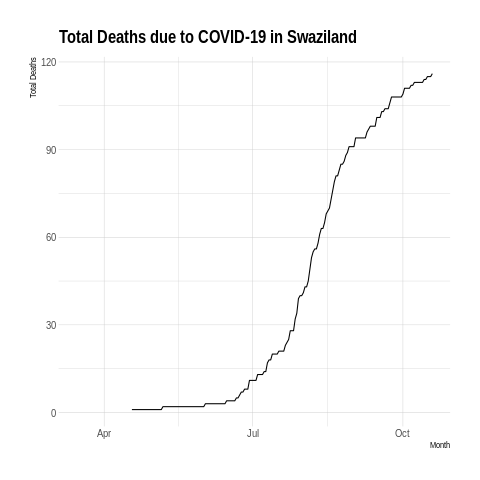 Total Deaths due to COVID-19 in Swaziland
Total Deaths
120
90
60
30
0
Apr Jul Oct
Month